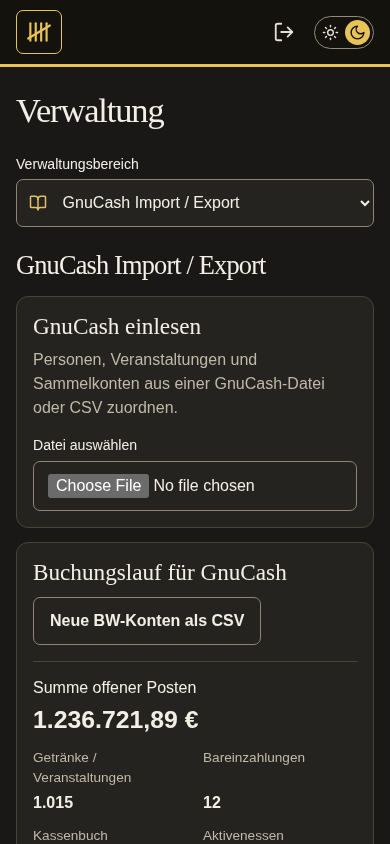 Verwaltung
Verwaltungsbereich
GnuCash Import / Export
GnuCash Import / Export
GnuCash einlesen
Personen, Veranstaltungen und
Sammelkonten aus einer GnuCash-Datei
oder CSV zuordnen.
Datei auswählen
Choose File No file chosen
Buchungslauf für GnuCash
Neue BW-Konten als CSV
Summe offener Posten
1.236.721,89 €
Getränke / Veranstaltungen
1.015
Bareinzahlungen
12
Kassenbuch
Aktivenessen